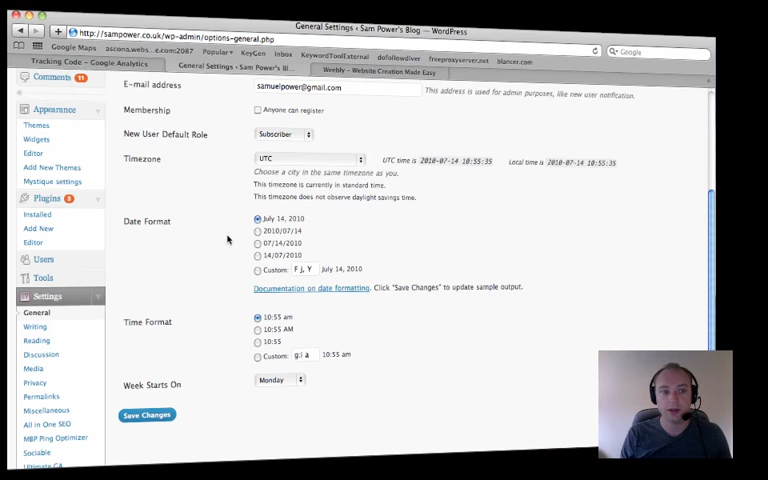 General Settings ‹ Sam Power's Blog — WordPress
http://sampower.co.uk/wp-admin/options-general.php
Google
Google Maps ascona.webs...e.com:2087 Popular KeyGen Inbox KeywordToolExternal dofollowdiver freeproxyserver.net blancer.com
Tracking Code – Google Analytics
General Settings ‹ Sam Power's Bl...
Weebly – Website Creation Made Easy
Comments 11
Appearance
Themes
Widgets
Editor
Add New Themes
Mystique settings
Plugins 3
Installed
Add New
Editor
Users
Tools
Settings
General
Writing
Reading
Discussion
Media
Privacy
Permalinks
Miscellaneous
All in One SEO
MBP Ping Optimizer
Sociable
Ultimate GA
E-mail address samuelpower@gmail.com This address is used for admin purposes, like new user notification.
Membership Anyone can register
New User Default Role Subscriber
Timezone UTC UTC time is 2010-07-14 10:55:35 Local time is 2010-07-14 10:55:35
Choose a city in the same timezone as you.
This timezone is currently in standard time.
This timezone does not observe daylight savings time.
Date Format July 14, 2010
2010/07/14
07/14/2010
14/07/2010
Custom: F j, Y July 14, 2010
Documentation on date formatting. Click "Save Changes" to update sample output.
Time Format 10:55 am
10:55 AM
10:55
Custom: g:i a 10:55 am
Week Starts On Monday
Save Changes